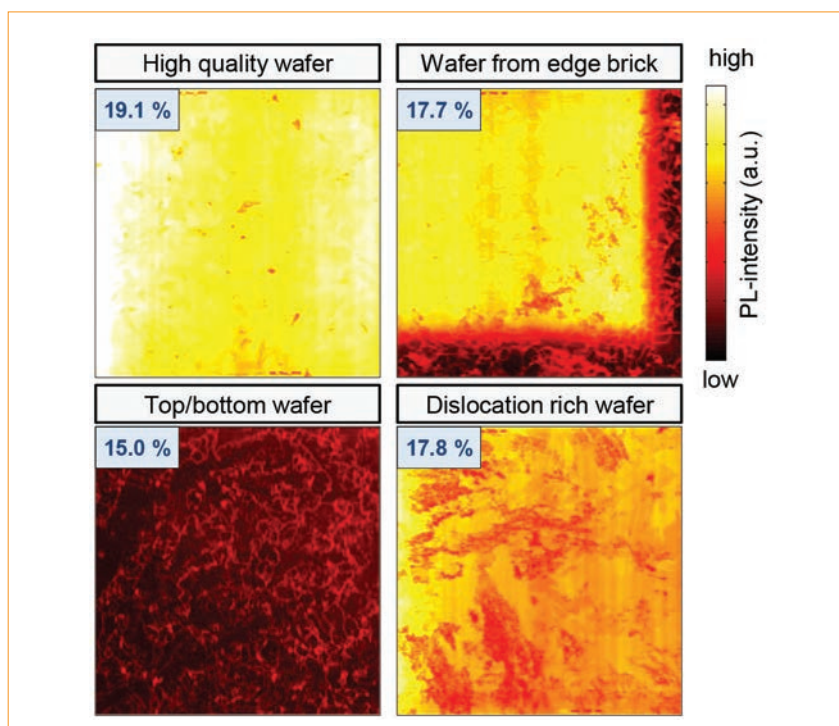 High quality wafer
Wafer from edge brick
high
19.1 %
17.7 %
PL-intensity (a.u.)
low
Top/bottom wafer
Dislocation rich wafer
15.0 %
17.8 %